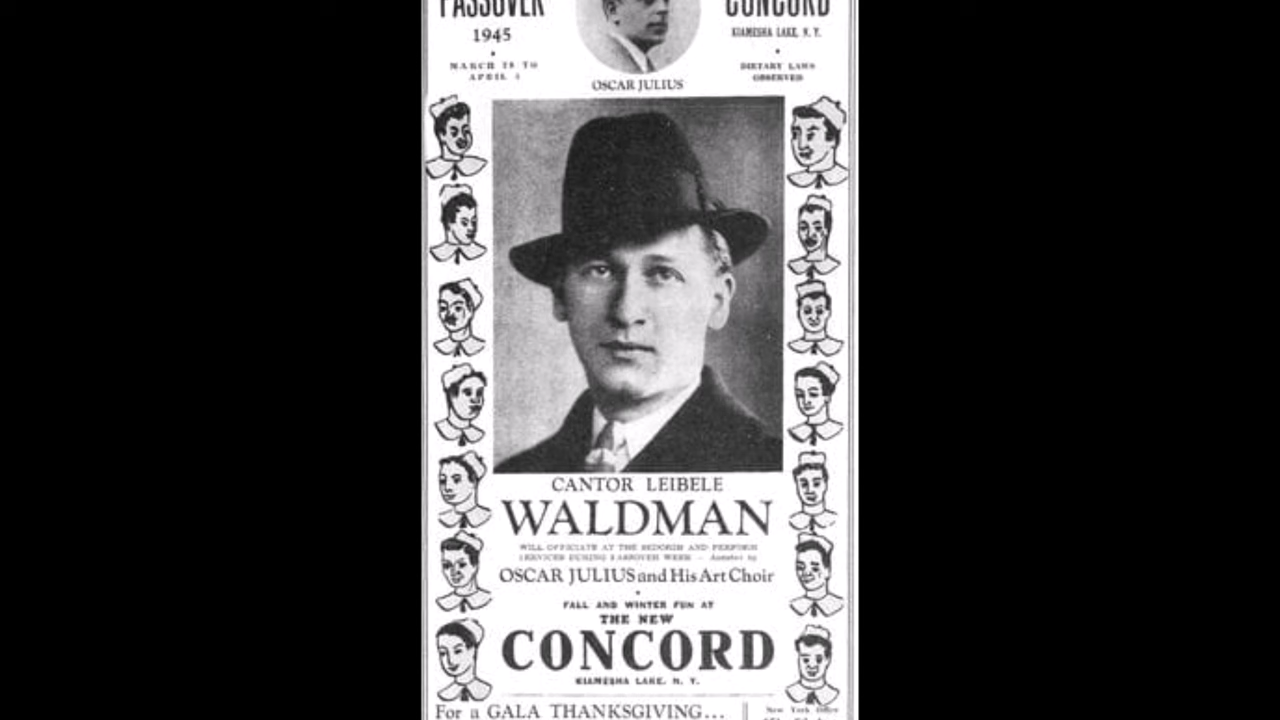 PASSOVER
1945
MARCH 28 TO
APRIL
CONCORD
KIAMESHA LAKE, N. Y.
DIETARY LAWS
OBSERVED
OSCAR JULIUS
CANTOR LEIBELE
WALDMAN
WILL OFFICIATE AT THE SEDORIM AND PERFORM
SERVICES DURING PASSOVER WEEK — Assisted by
OSCAR JULIUS and His Art Choir
FALL AND WINTER FUN AT
THE NEW
CONCORD
KIAMESHA LAKE, N. Y.
For a GALA THANKSGIVING...
New York Office